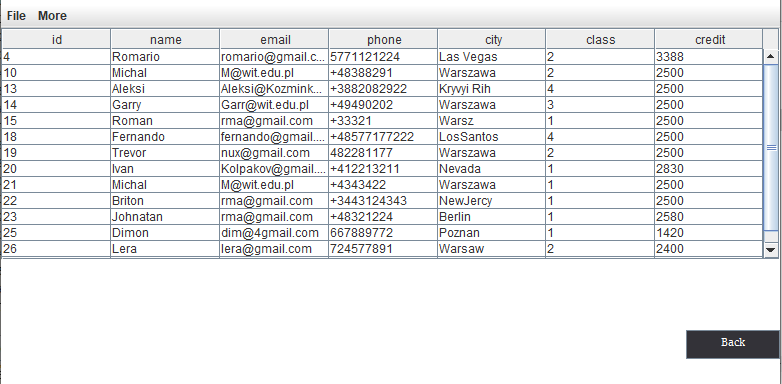 File More
id name email phone city class credit
4 Romario romario@gmail.c... 5771121224 Las Vegas 2 3388
10 Michal M@wit.edu.pl +48388291 Warszawa 2 2500
13 Aleksi Aleksi@Kozmink... +3882082922 Kryvyi Rih 4 2500
14 Garry Garr@wit.edu.pl +49490202 Warszawa 3 2500
15 Roman rma@gmail.com +33321 Warsz 1 2500
18 Fernando fernando@gmail.... +48577177222 LosSantos 4 2500
19 Trevor nux@gmail.com 482281177 Warszawa 2 2500
20 Ivan Kolpakov@gmail.... +412213211 Nevada 1 2830
21 Michal M@wit.edu.pl +4343422 Warszawa 1 2500
22 Briton rma@gmail.com +3443124343 NewJercy 1 2500
23 Johnatan rma@gmail.com +48321224 Berlin 1 2580
25 Dimon dim@4gmail.com 667889772 Poznan 1 1420
26 Lera lera@gmail.com 724577891 Warsaw 2 2400
Back